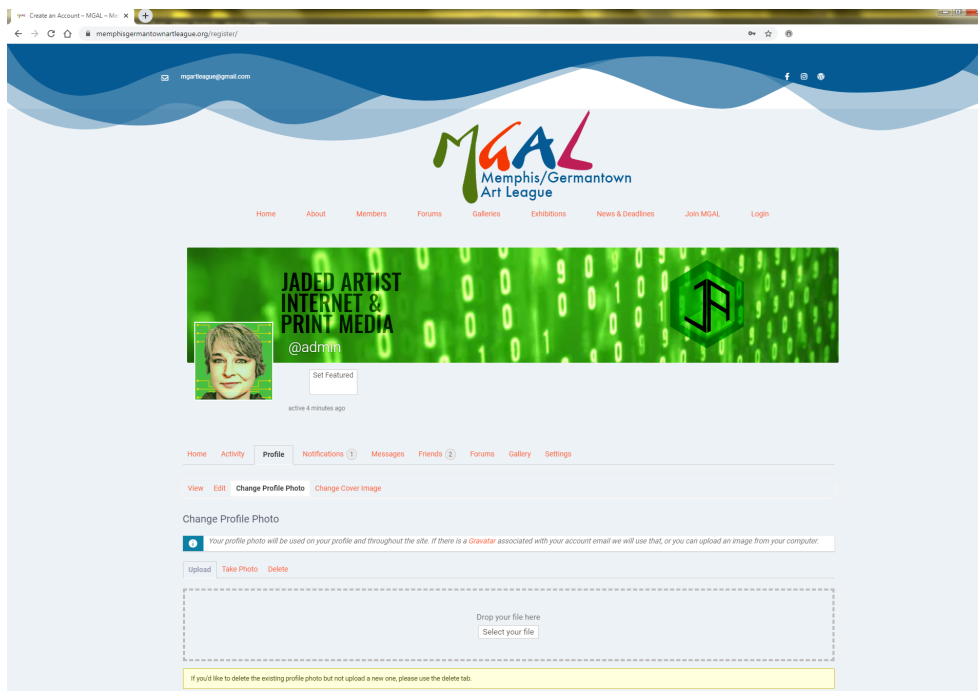 Create an Account – MGAL – Me
memphisgermantownartleague.org/register/
mgartleague@gmail.com
MGAL
Memphis/Germantown
Art League
Home About Members Forums Galleries Exhibitions News & Deadlines Join MGAL Login
JADED ARTIST
INTERNET &
PRINT MEDIA
JA
@admin
Set Featured
active 4 minutes ago
Home Activity Profile Notifications 1 Messages Friends 2 Forums Gallery Settings
View Edit Change Profile Photo Change Cover Image
Change Profile Photo
Your profile photo will be used on your profile and throughout the site. If there is a Gravatar associated with your account email we will use that, or you can upload an image from your computer.
Upload Take Photo Delete
Drop your file here
Select your file
If you'd like to delete the existing profile photo but not upload a new one, please use the delete tab.